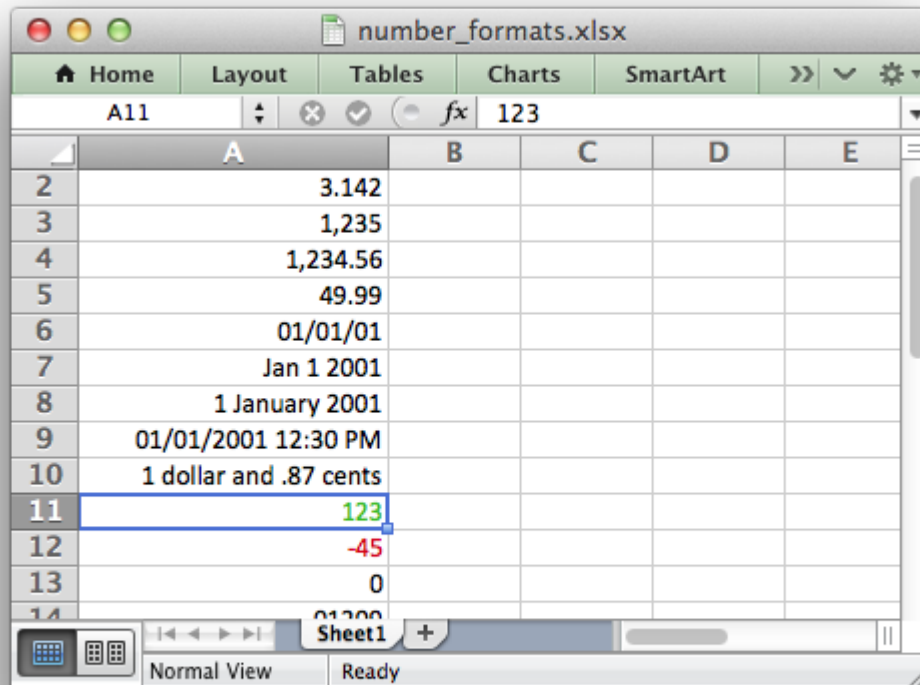 number_formats.xlsx
Home Layout Tables Charts SmartArt
A11 fx 123
A B C D E
2 3.142
3 1,235
4 1,234.56
5 49.99
6 01/01/01
7 Jan 1 2001
8 1 January 2001
9 01/01/2001 12:30 PM
10 1 dollar and .87 cents
11 123
12 -45
13 0
14 01209
Sheet1 +
Normal View Ready